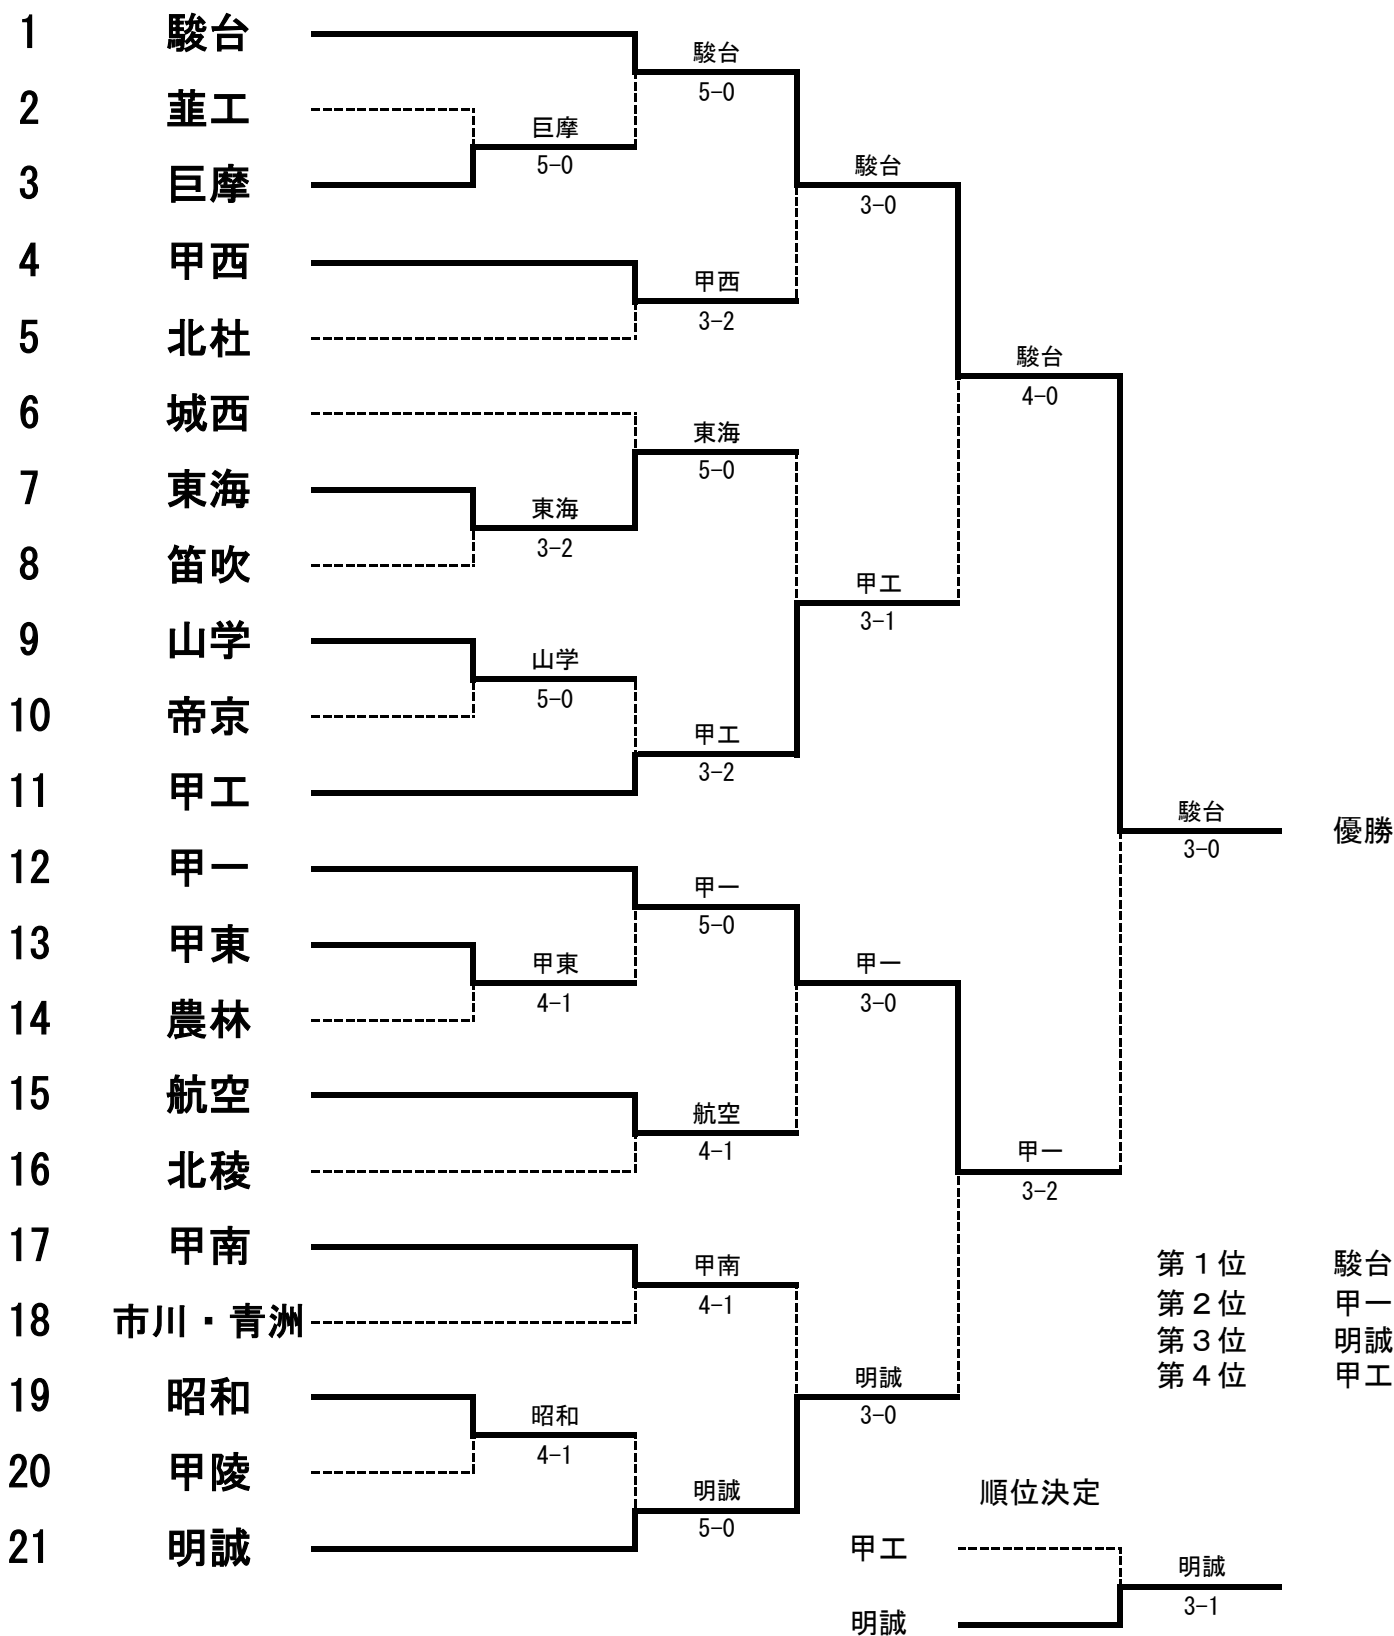 1 駿台
駿台
5-0
2 韮工
巨摩
5-0
3 巨摩
駿台
3-0
4 甲西
甲西
3-2
5 北杜
駿台
4-0
6 城西
東海
5-0
7 東海
東海
3-2
8 笛吹
甲工
3-1
9 山学
山学
5-0
10 帝京
甲工
3-2
11 甲工
駿台
3-0
優勝
12 甲一
甲一
5-0
13 甲東
甲東
4-1
甲一
3-0
14 農林
15 航空
航空
4-1
16 北稜
甲一
3-2
17 甲南
甲南
4-1
18 市川・青洲
第1位 駿台
第2位 甲一
第3位 明誠
第4位 甲工
19 昭和
昭和
4-1
明誠
3-0
20 甲陵
明誠
5-0
21 明誠
順位決定
甲工
明誠
3-1
明誠